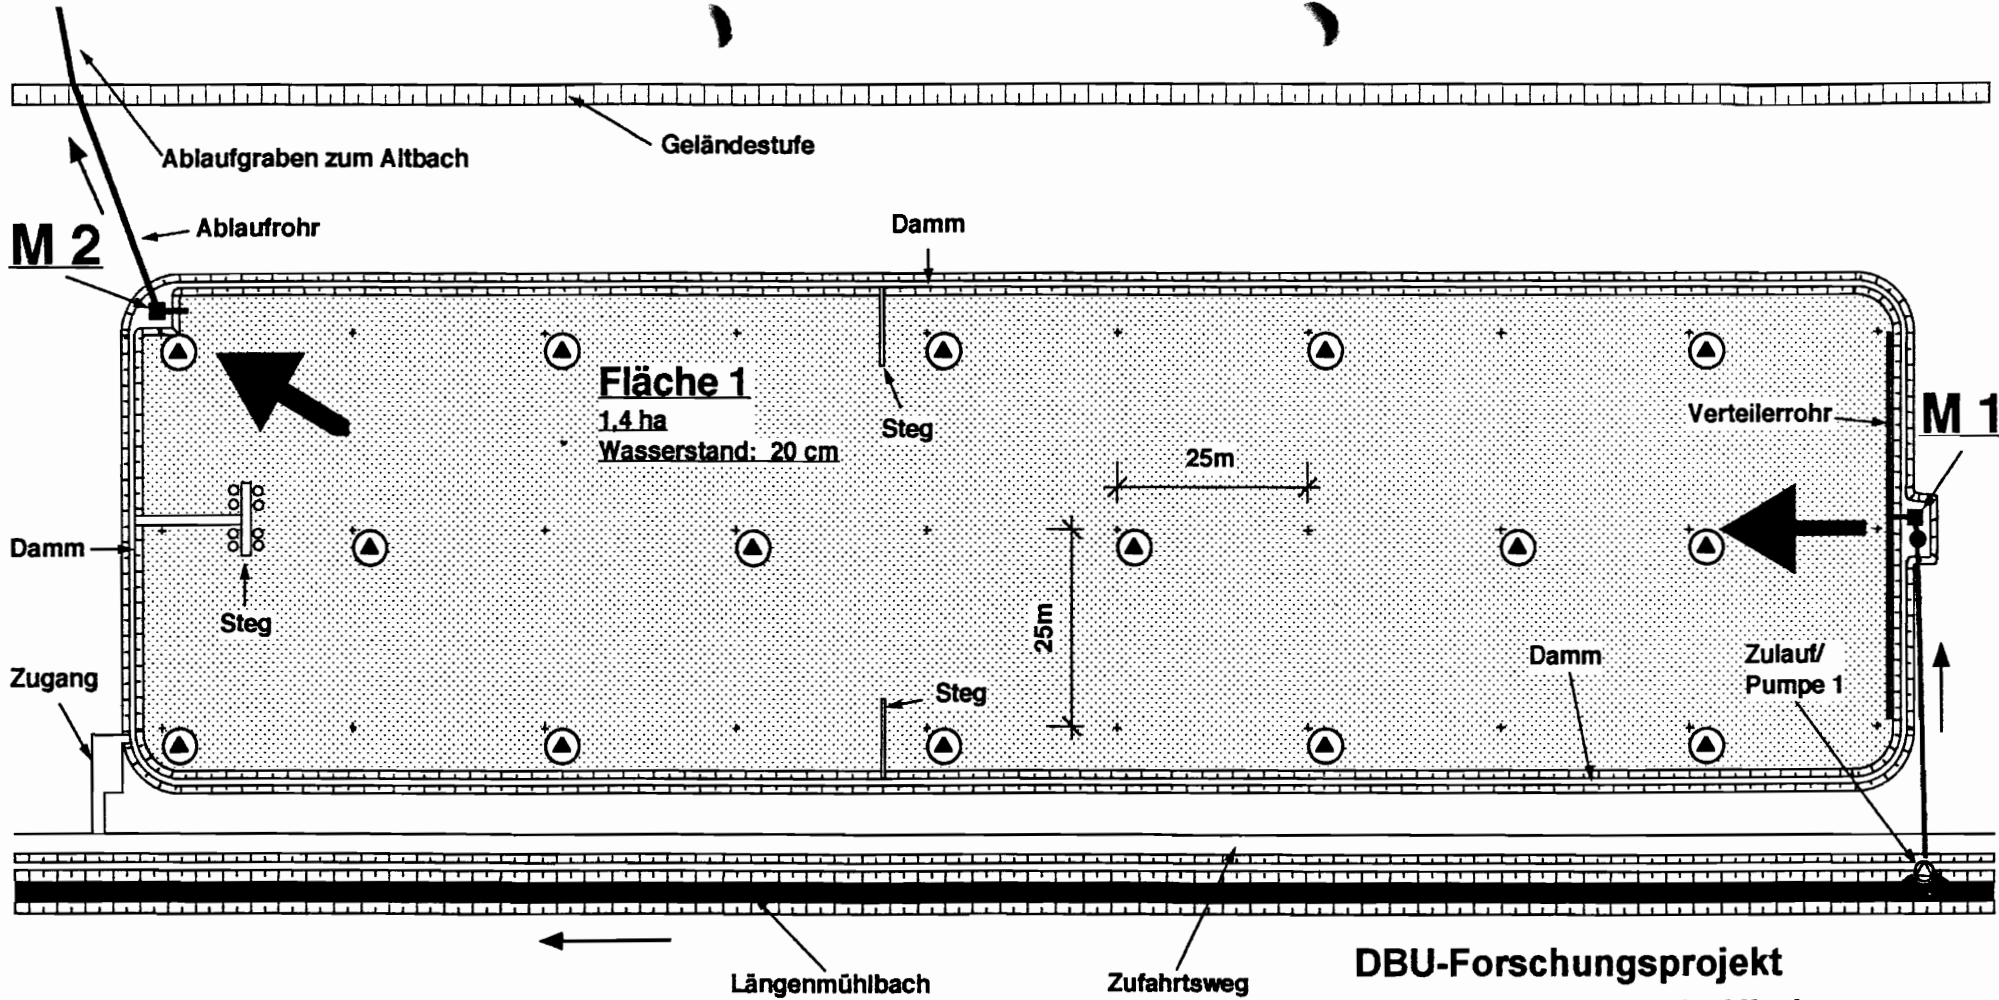 Ablaufgraben zum Altbach
Geländestufe
Ablaufrohr
M 2
Damm
Fläche 1
1,4 ha
Wasserstand: 20 cm
Steg
Verteilerrohr
M 1
25m
Damm
Steg
25m
Damm
Zulauf/
Pumpe 1
Zugang
Steg
Längenmühlbach
Zufahrtsweg
DBU-Forschungsprojekt